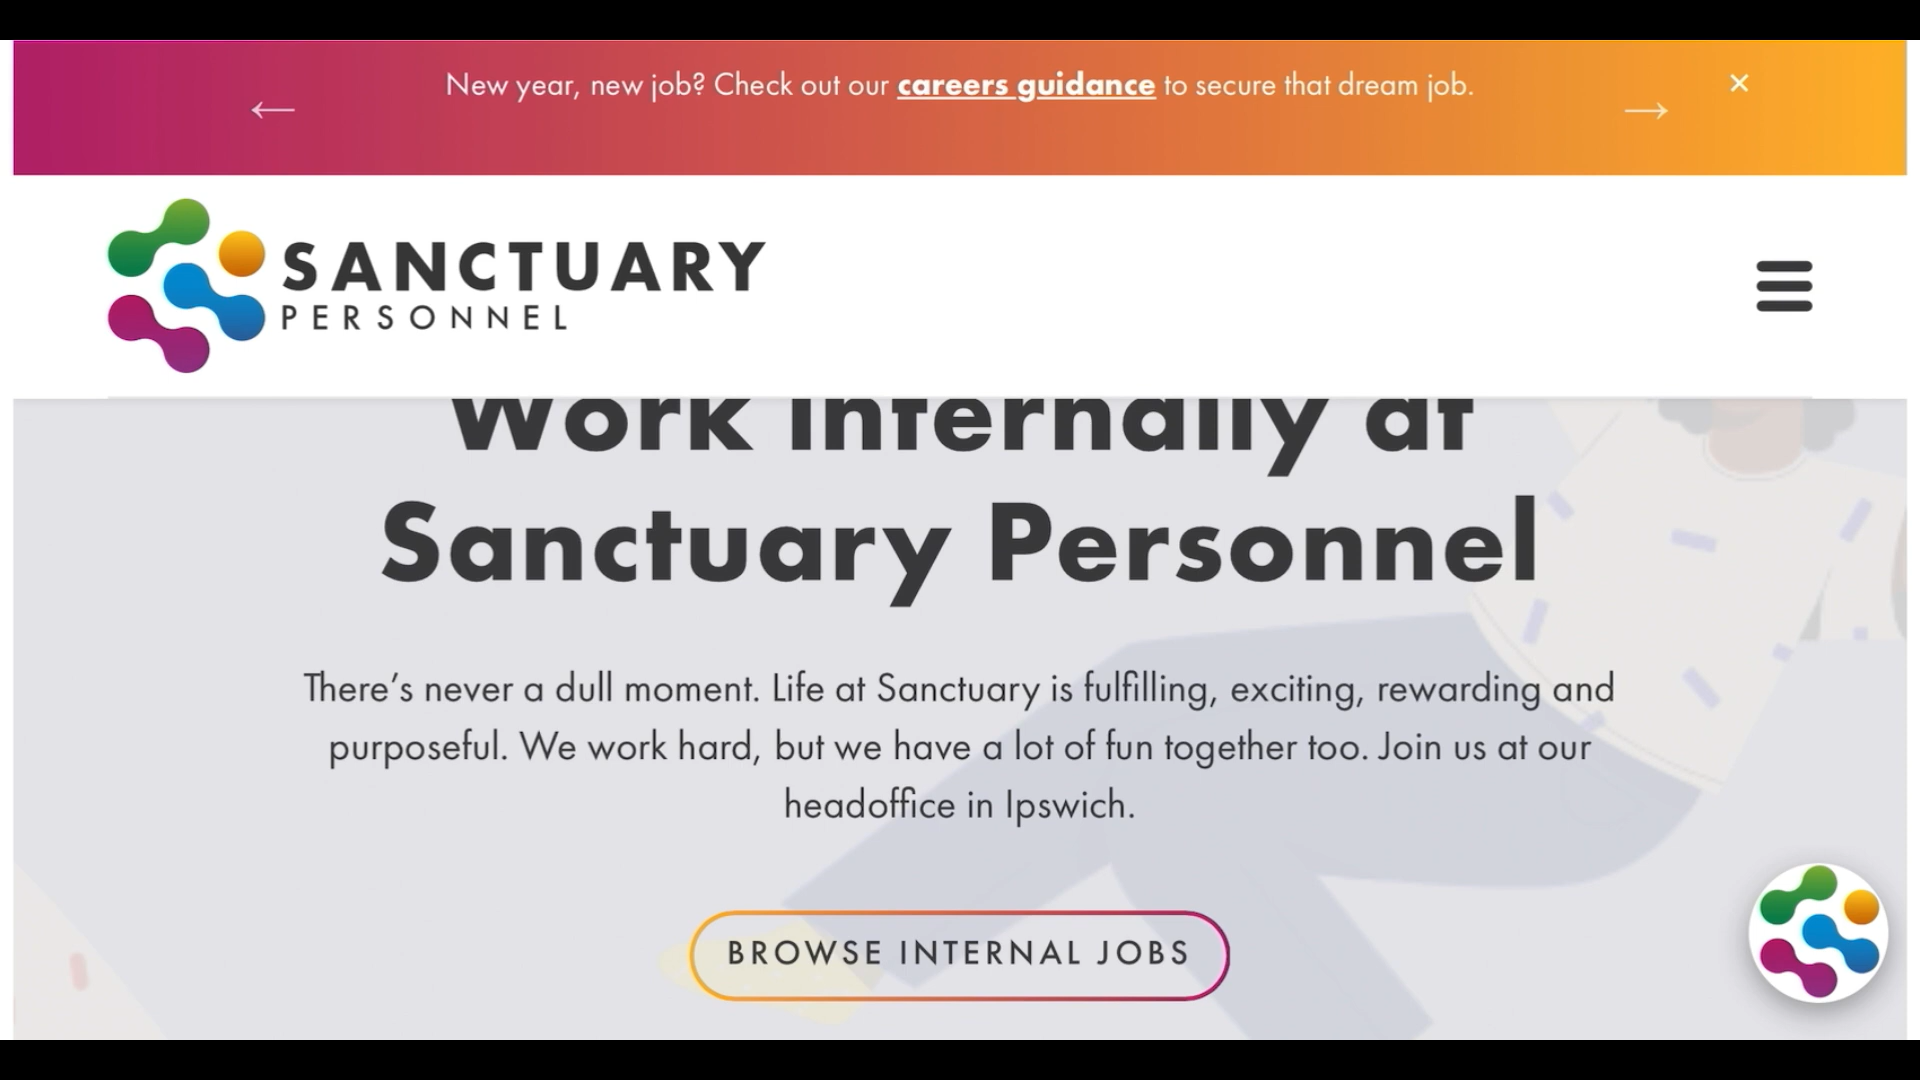 New year, new job? Check out our careers guidance to secure that dream job.
SANCTUARY
PERSONNEL
Work Internally at
Sanctuary Personnel
There’s never a dull moment. Life at Sanctuary is fulfilling, exciting, rewarding and
purposeful. We work hard, but we have a lot of fun together too. Join us at our
headoffice in Ipswich.
BROWSE INTERNAL JOBS